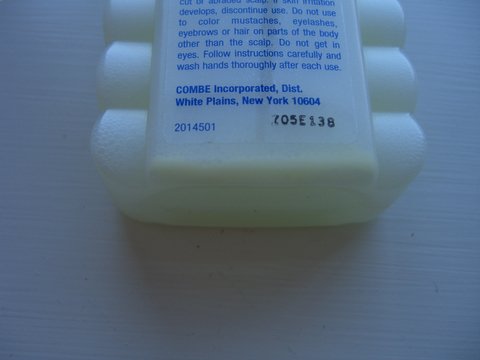 cut or abraded scalp. If skin irritation
develops, discontinue use. Do not use
to color mustaches, eyelashes,
eyebrows or hair on parts of the body
other than the scalp. Do not get in
eyes. Follow instructions carefully and
wash hands thoroughly after each use.
COMBE Incorporated, Dist.
White Plains, New York 10604
2014501
705E138